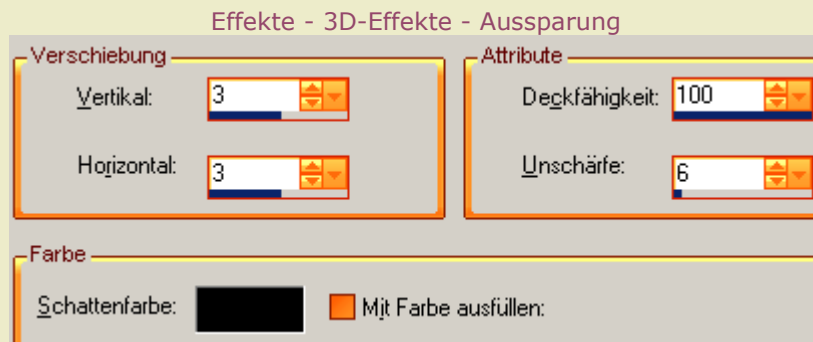 Effekte - 3D-Effekte - Aussparung
Verschiebung
Vertikal: 3
Horizontal: 3
Attribute
Deckfähigkeit: 100
Unschärfe: 6
Farbe
Schattenfarbe: Mit Farbe ausfüllen: